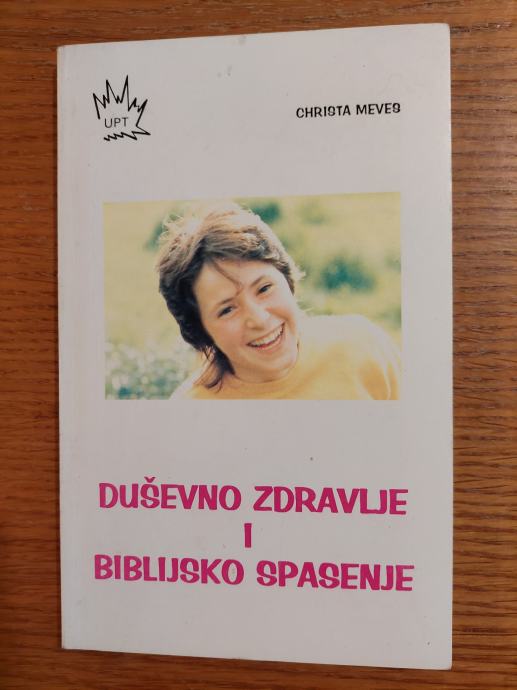 UPT
CHRISTA MEVES
DUŠEVNO ZDRAVLJE
I
BIBLIJSKO SPASENJE